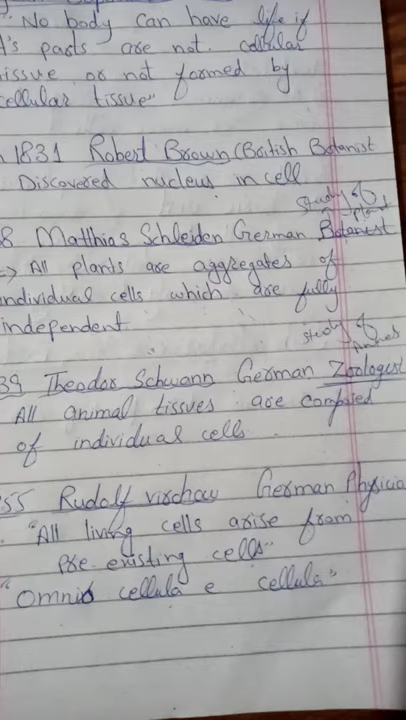 "No body can have life if
it's parts are not cellular
tissue or not formed by
cellular tissue"
1831 Robert Brown (British Botanist
Discovered nucleus in cell
study of
plant
8 Matthias Schleiden German Botanist
-> All plants are aggregates of
individual cells which are fully
independent
study of
39 Theodor Schwann German Zoologist
All animal tissues are composed
of individual cells
55 Rudolf virchow German Physicia
"All living cells arise from
pre-existing cells"
"omnis cellula e cellula"